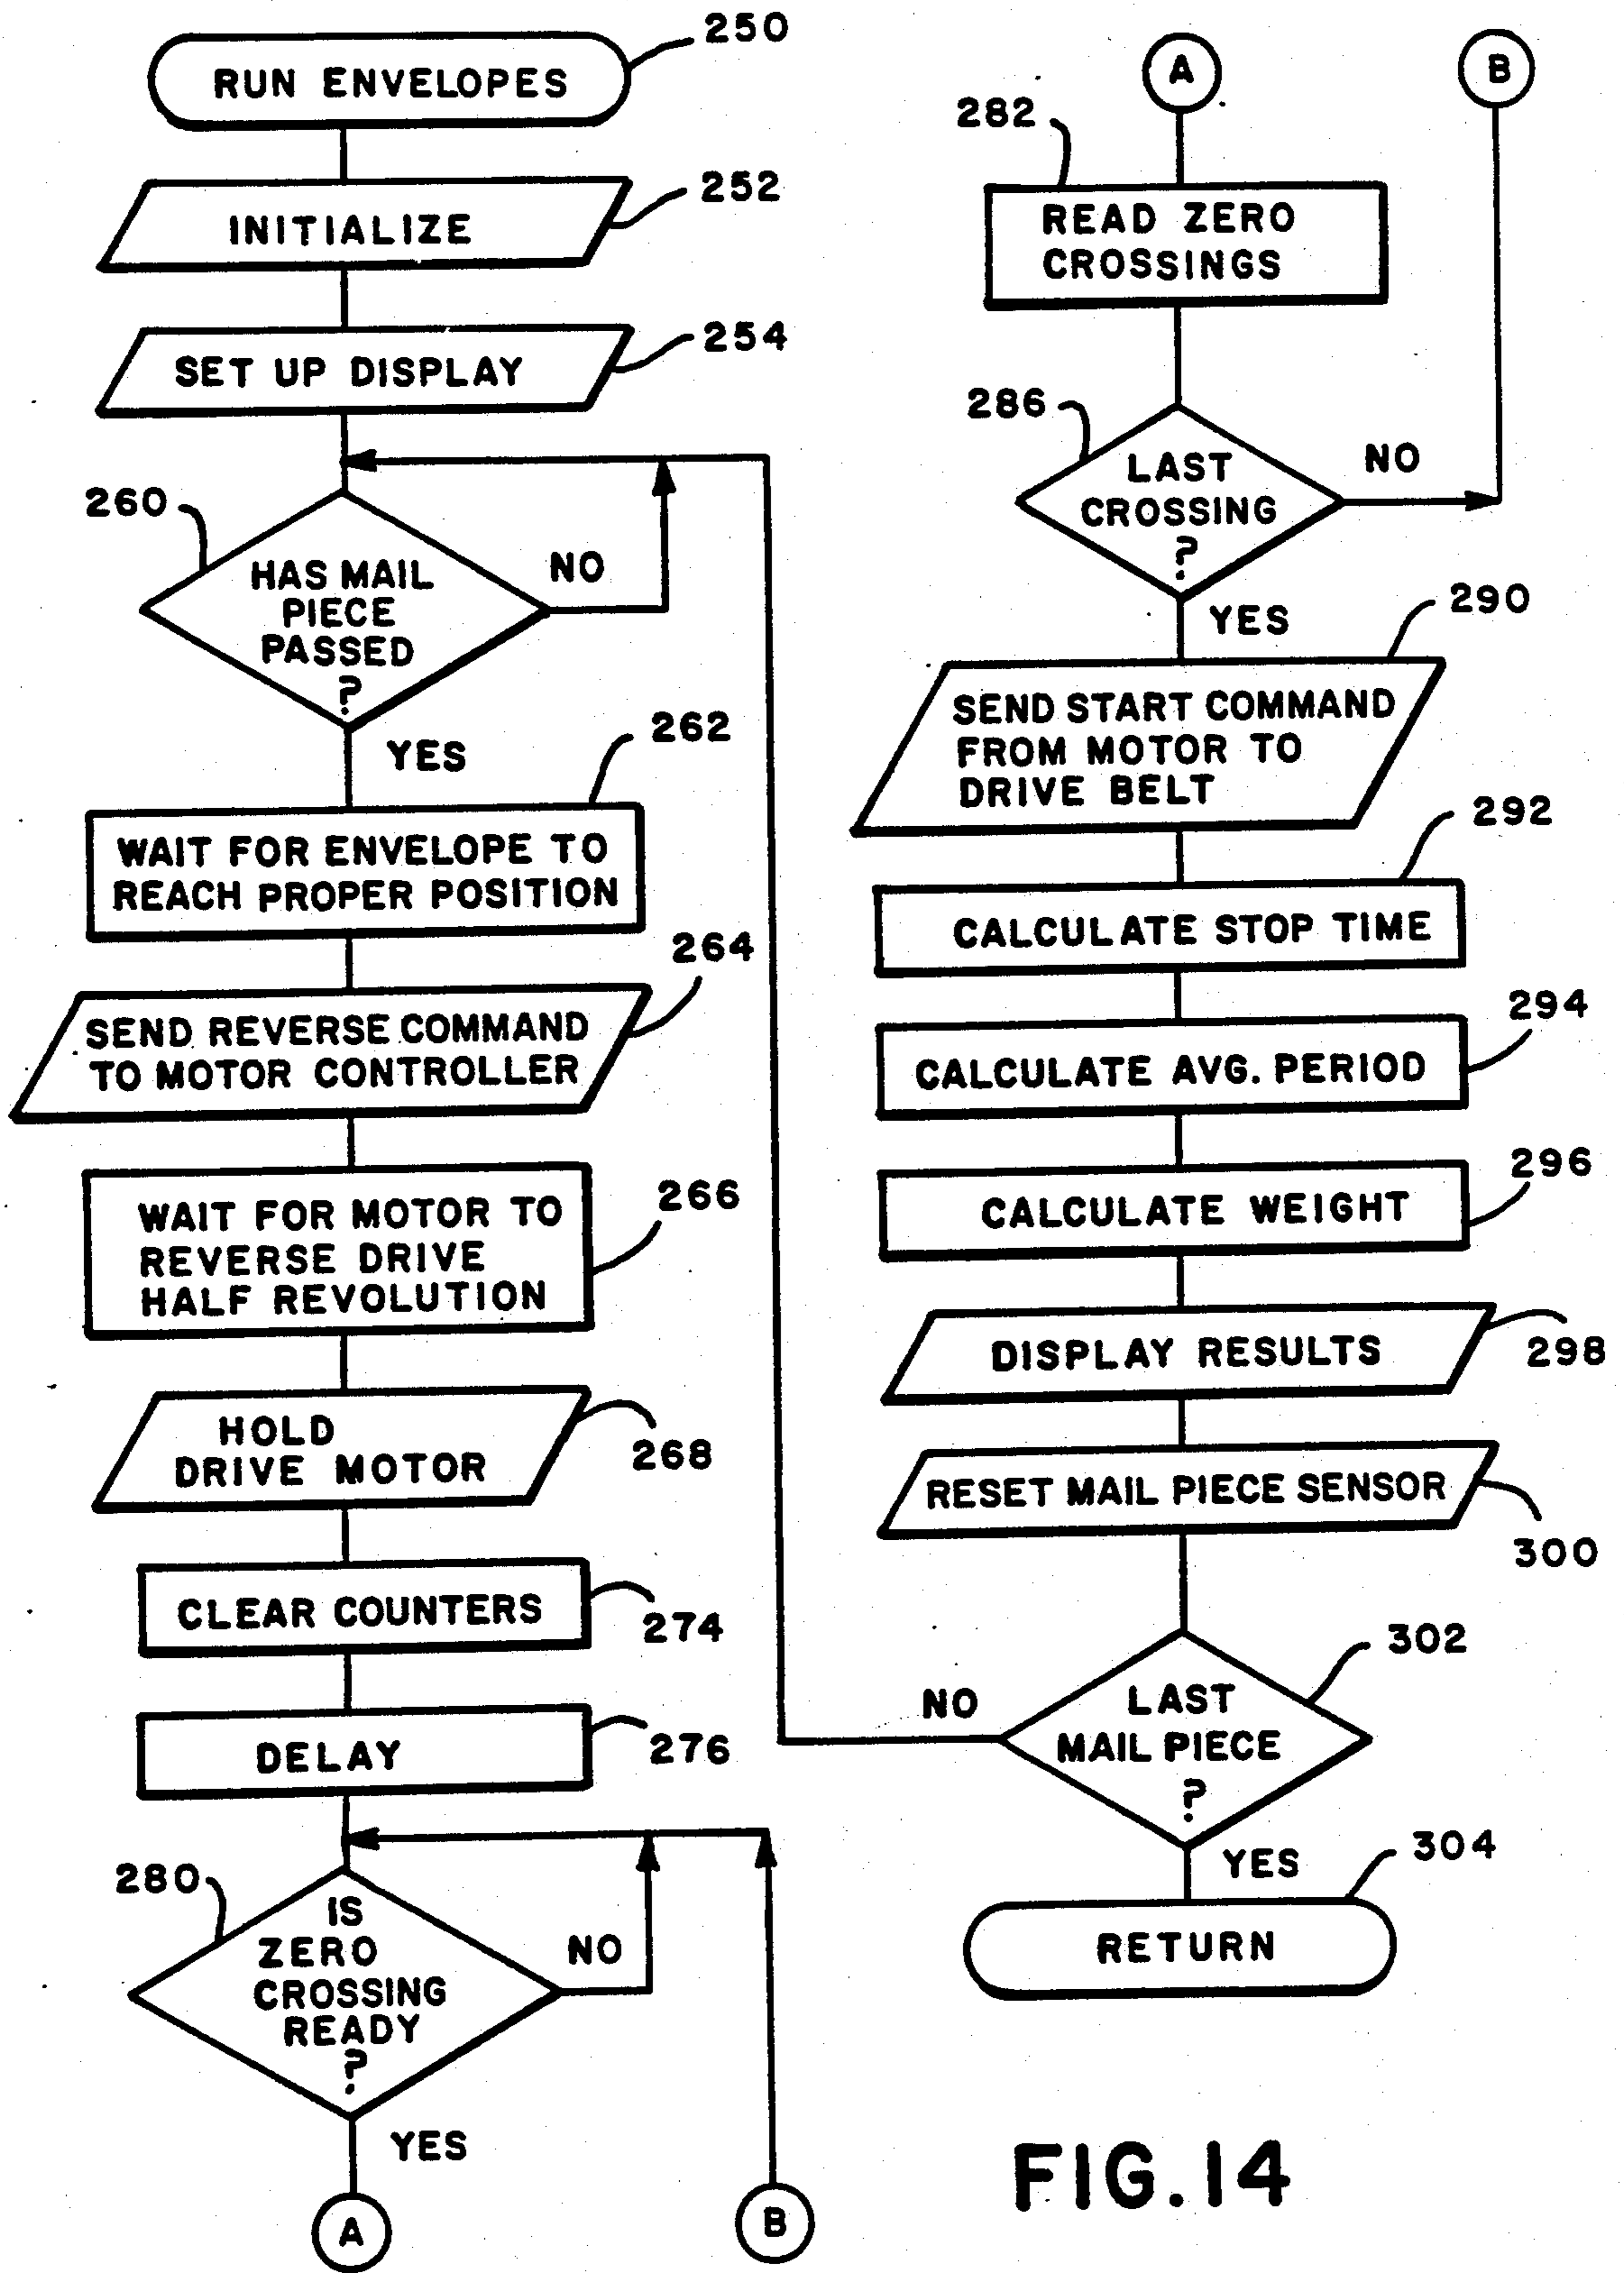 250
RUN ENVELOPES
252
INITIALIZE
254
SET UP DISPLAY
260
HAS MAIL
PIECE
PASSED
?
NO
YES
262
WAIT FOR ENVELOPE TO
REACH PROPER POSITION
264
SEND REVERSE COMMAND
TO MOTOR CONTROLLER
266
WAIT FOR MOTOR TO
REVERSE DRIVE
HALF REVOLUTION
HOLD
DRIVE MOTOR
268
CLEAR COUNTERS
274
DELAY
276
280
IS
ZERO
CROSSING
READY
?
NO
YES
A
B
A
B
282
READ ZERO
CROSSINGS
286
LAST
CROSSING
?
NO
YES
290
SEND START COMMAND
FROM MOTOR TO
DRIVE BELT
292
CALCULATE STOP TIME
294
CALCULATE AVG. PERIOD
296
CALCULATE WEIGHT
DISPLAY RESULTS
298
RESET MAIL PIECE SENSOR
300
302
LAST
MAIL PIECE
?
NO
YES
304
RETURN
FIG.14